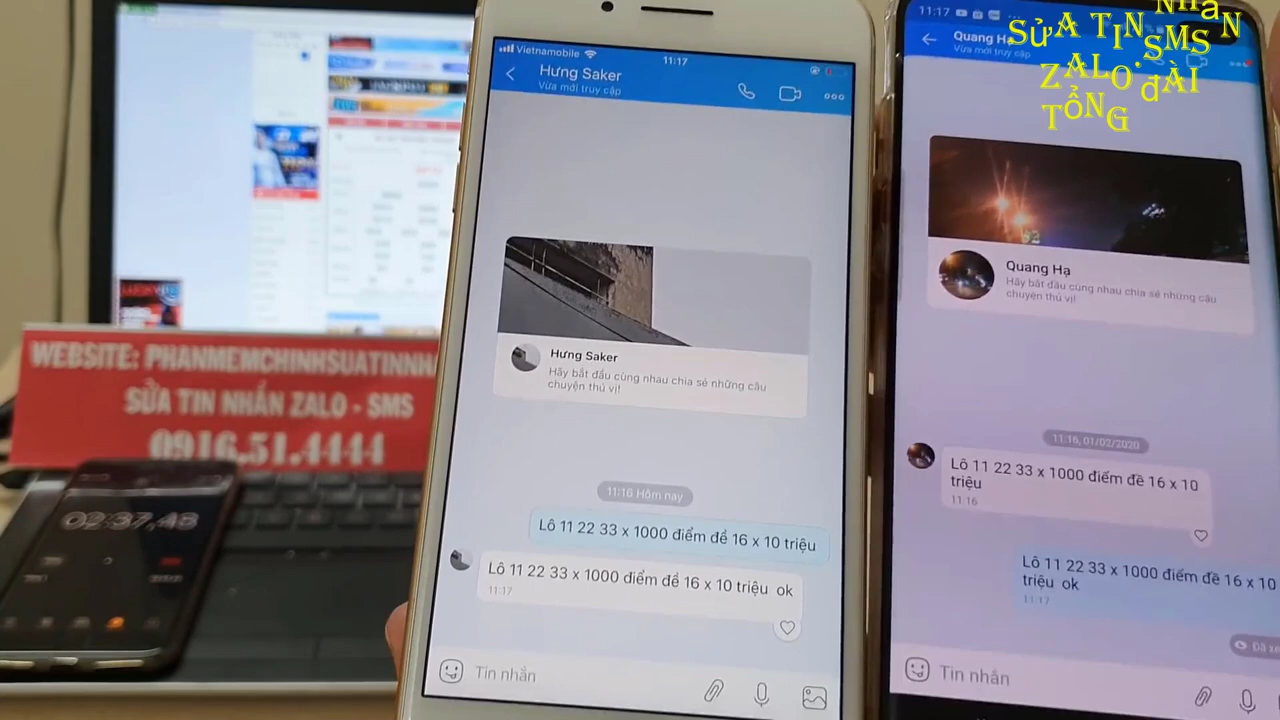 WEBSITE: PHANMEMCHINHSUATINNHA
SỬA TIN NHẮN ZALO - SMS
0916.51.4444
02:37,48
Vietnamobile
11:17
Hưng Saker
Vừa mới truy cập
Hưng Saker
Hãy bắt đầu cùng nhau chia sẻ những câu
chuyện thú vị!
11:16 Hôm nay
Lô 11 22 33 x 1000 điểm đề 16 x 10 triệu
Lô 11 22 33 x 1000 điểm đề 16 x 10 triệu ok
11:17
Tin nhắn
11:17
Quang Hạ
Vừa mới truy cập
SỬA TIN NHẮN
ZALO.SMS
TỔNG ĐÀI
Quang Hạ
Hãy bắt đầu cùng nhau chia sẻ những câu
chuyện thú vị!
11:16, 01/02/2020
Lô 11 22 33 x 1000 điểm đề 16 x 10
triệu
11:16
Lô 11 22 33 x 1000 điểm đề 16 x 10
triệu ok
11:17
Tin nhắn